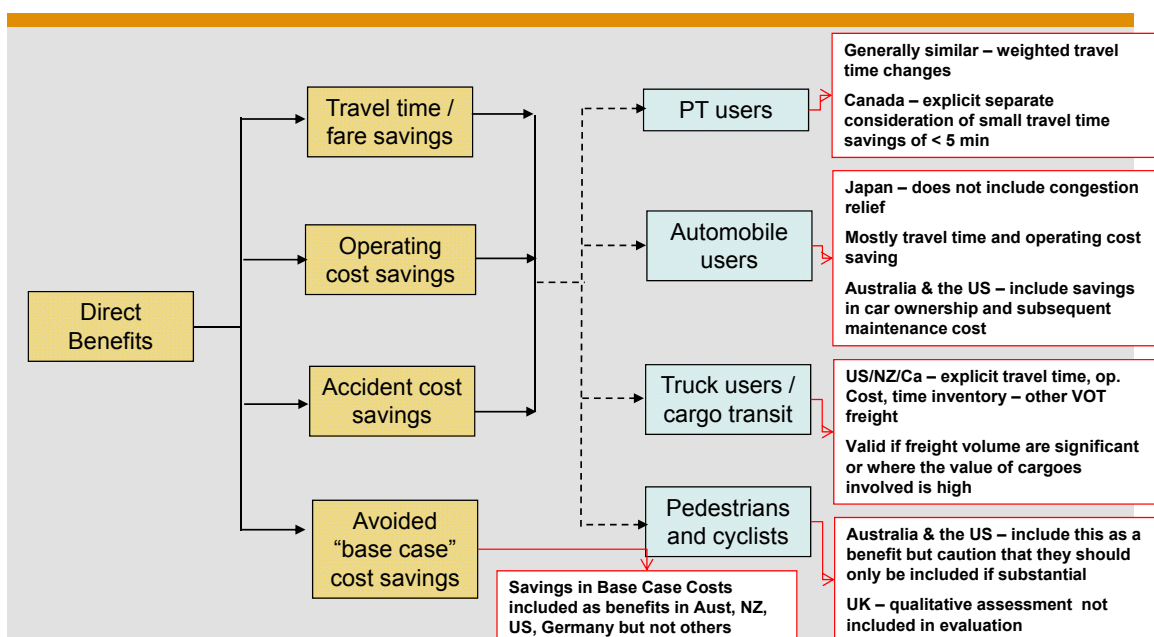 Direct
Benefits
Travel time /
fare savings
Operating
cost savings
Accident cost
savings
Avoided
“base case”
cost savings
PT users
Automobile
users
Truck users /
cargo transit
Pedestrians
and cyclists
Generally similar – weighted travel
time changes
Canada – explicit separate
consideration of small travel time
savings of < 5 min
Japan – does not include congestion
relief
Mostly travel time and operating cost
saving
Australia & the US – include savings
in car ownership and subsequent
maintenance cost
US/NZ/Ca – explicit travel time, op.
Cost, time inventory – other VOT
freight
Valid if freight volume are significant
or where the value of cargoes
involved is high
Australia & the US – include this as a
benefit but caution that they should
only be included if substantial
UK – qualitative assessment not
included in evaluation
Savings in Base Case Costs
included as benefits in Aust, NZ,
US, Germany but not others